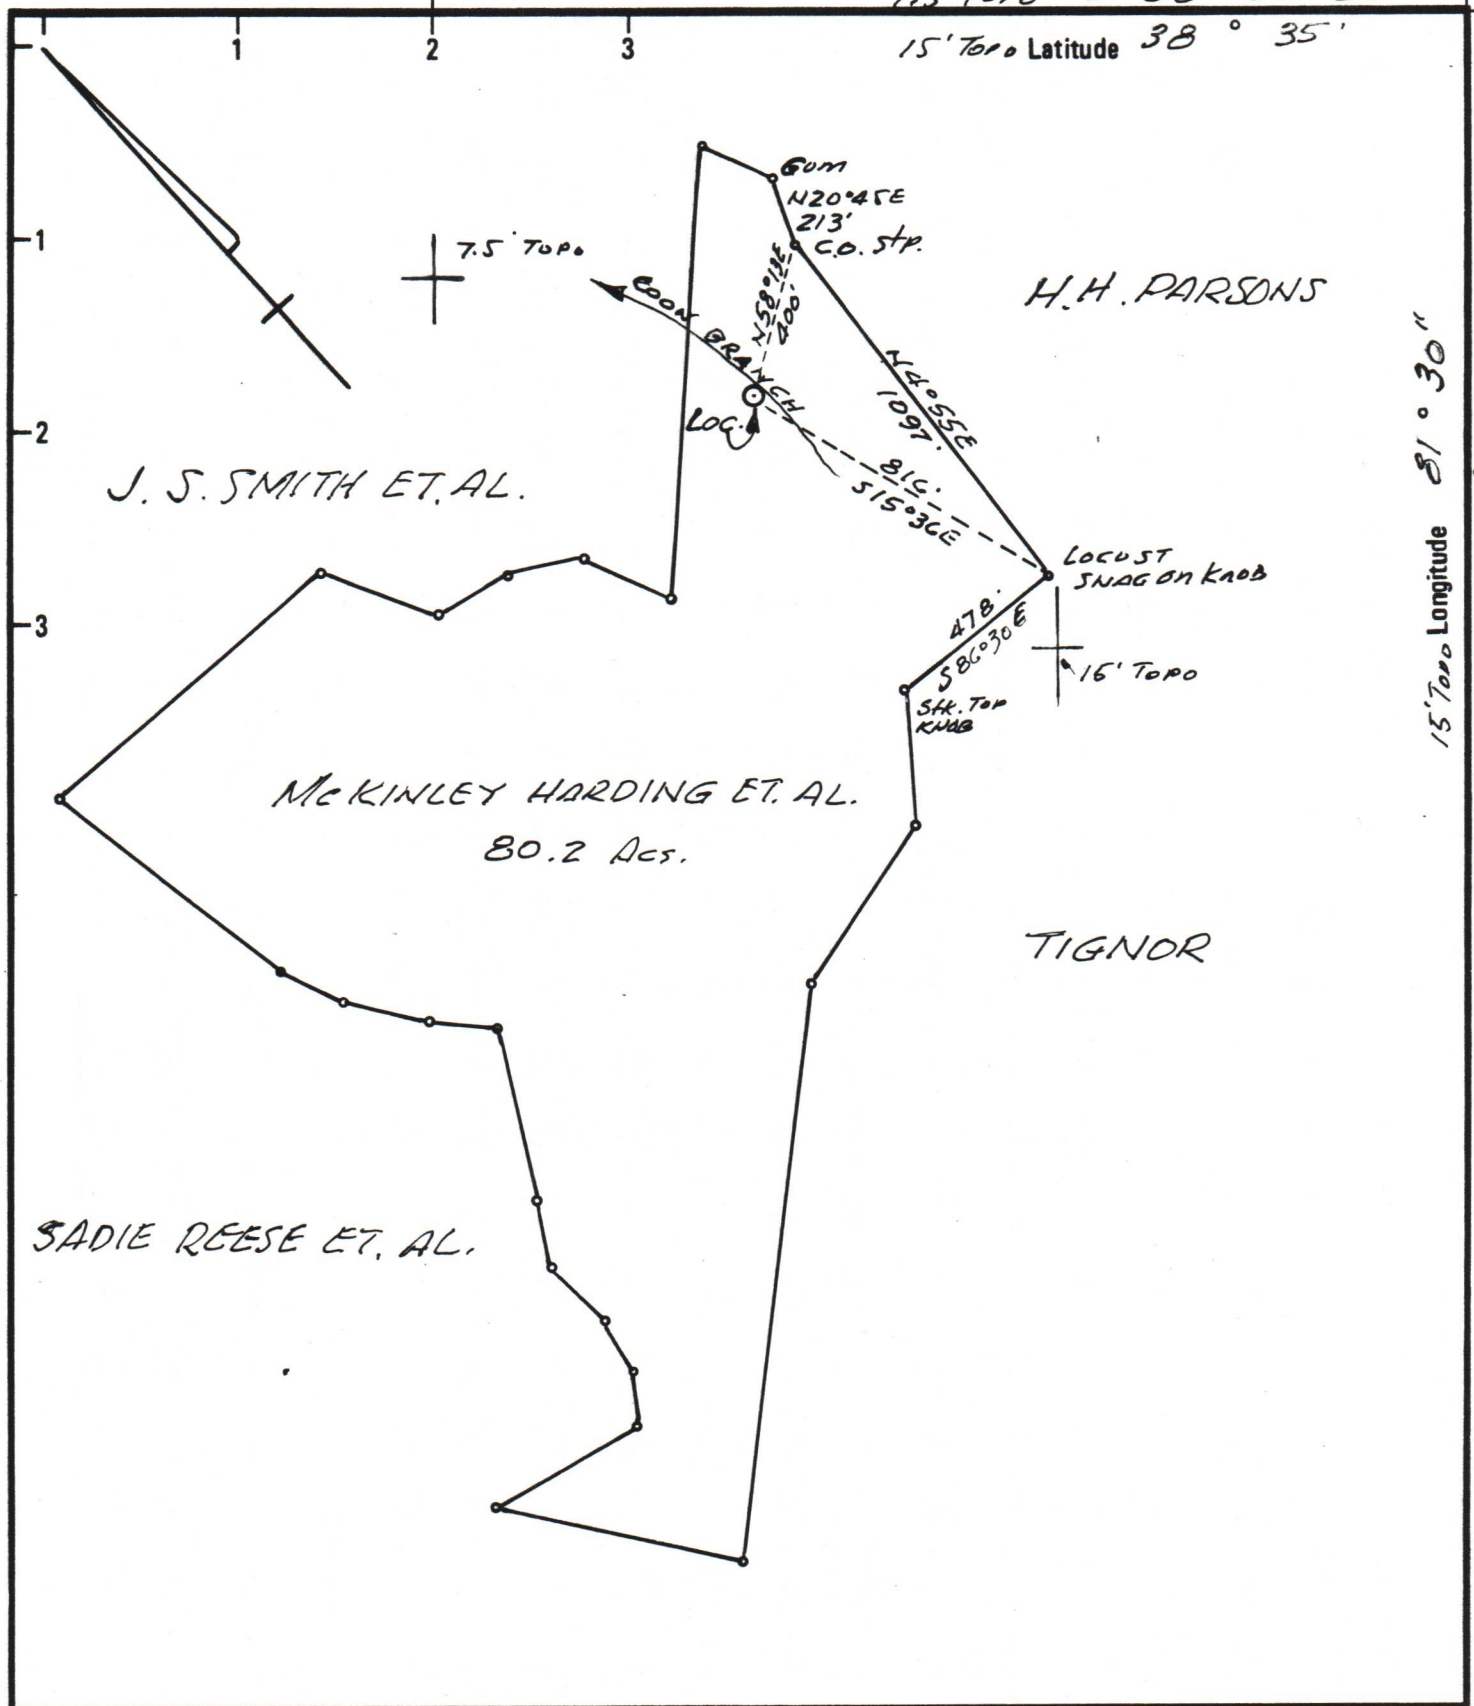 1 2 3
15' Topo Latitude 38 ° 35'
1
2
3
Gum
N20°45E
213'
C.O. Stp.
7.5' TOPO
H.H. PARSONS
COON BRANCH
N58°13E
400'
N4°55E
1097.
LOC.
816.
S15°36E
J. S. SMITH ET. AL.
15' Topo Longitude 81 ° 30"
LOCUST
SNAG on KNOB
478.
S86°30E
15' TOPO
Stk. Top
KNOB
McKINLEY HARDING ET. AL.
80.2 Acs.
TIGNOR
SADIE REESE ET. AL.